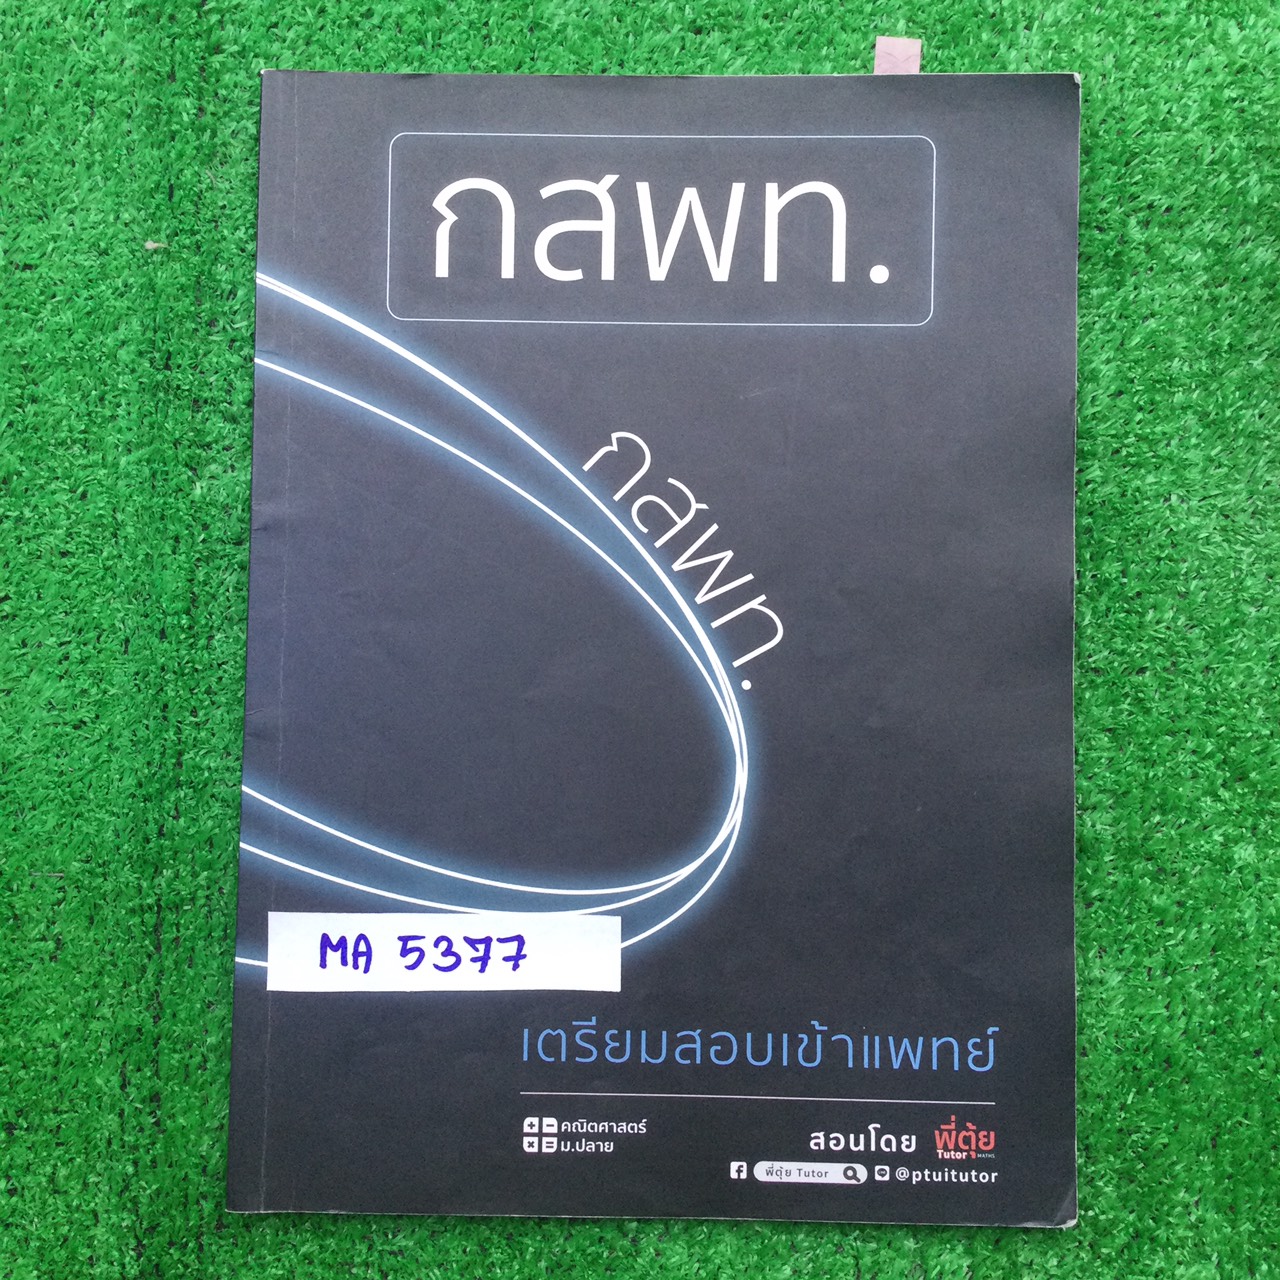 กสพท.
กสพท.
MA 5377
เตรียมสอบเข้าแพทย์
คณิตศาสตร์
ม.ปลาย
สอนโดย พี่ตุ้ย
Tutor MATHS
พี่ตุ้ย Tutor @ptuitutor